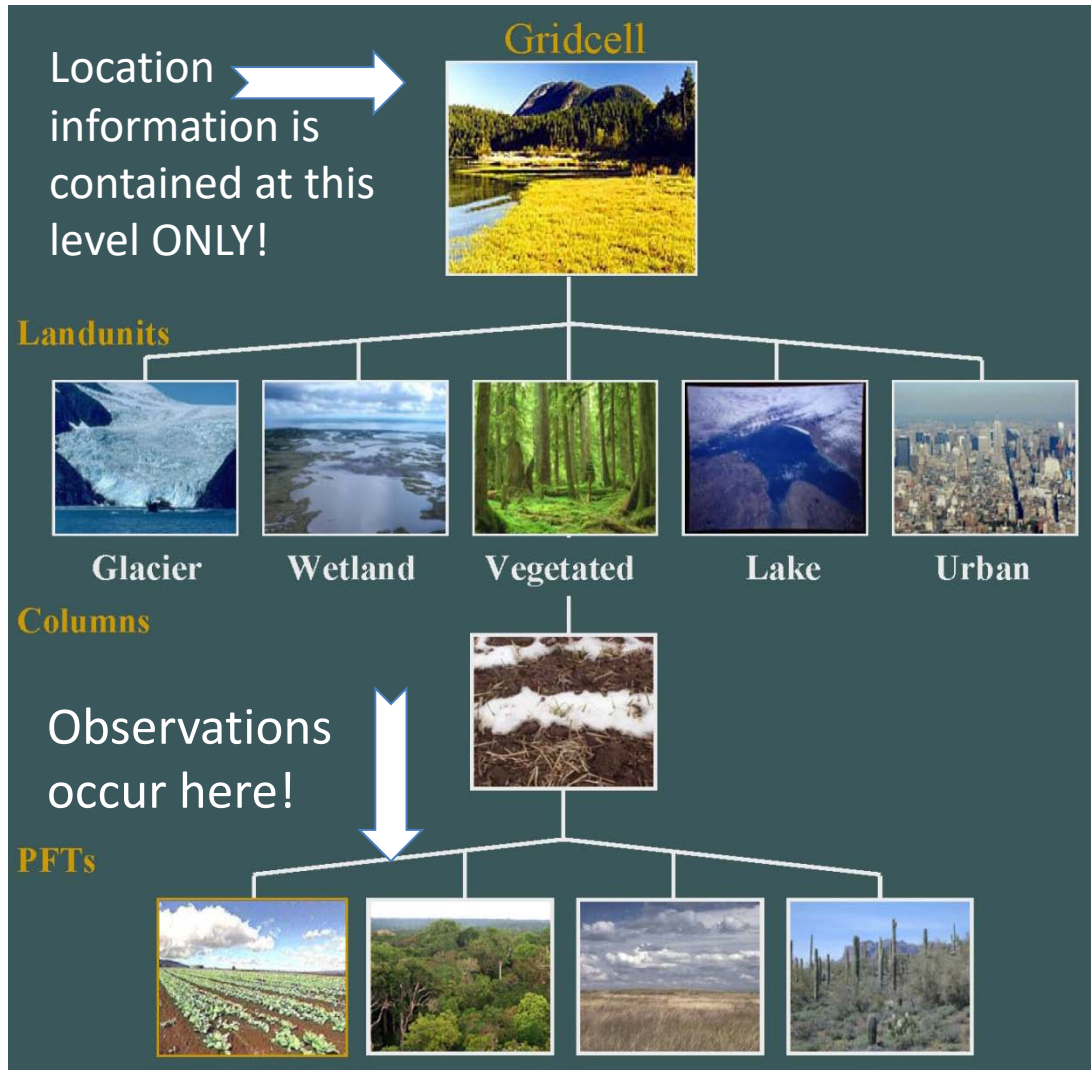 Gridcell
Location
information is
contained at this
level ONLY!
Landunits
Glacier
Wetland
Vegetated
Lake
Urban
Columns
Observations
occur here!
PFTs